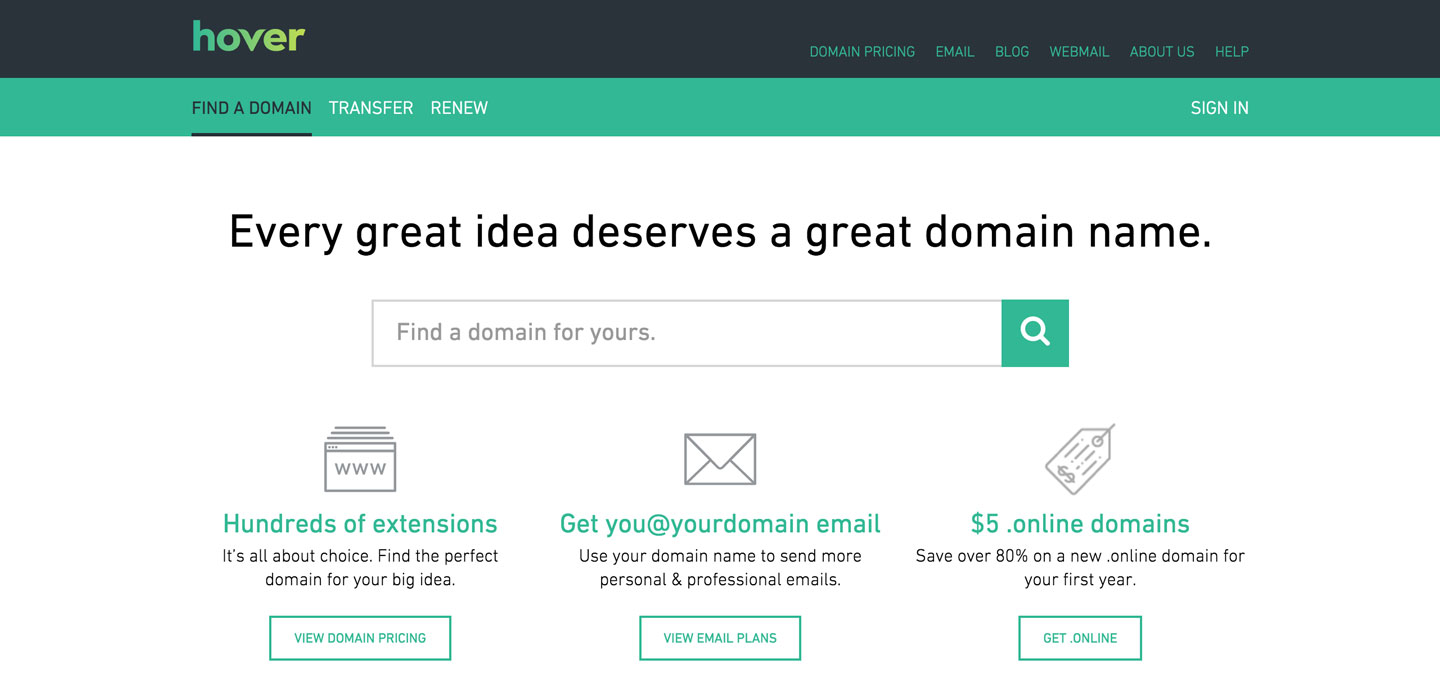 hover
DOMAIN PRICING EMAIL BLOG WEBMAIL ABOUT US HELP
FIND A DOMAIN TRANSFER RENEW SIGN IN
Every great idea deserves a great domain name.
Find a domain for yours.
WWW
$
Hundreds of extensions
It’s all about choice. Find the perfect
domain for your big idea.
VIEW DOMAIN PRICING
Get you@yourdomain email
Use your domain name to send more
personal & professional emails.
VIEW EMAIL PLANS
$5 .online domains
Save over 80% on a new .online domain for
your first year.
GET .ONLINE